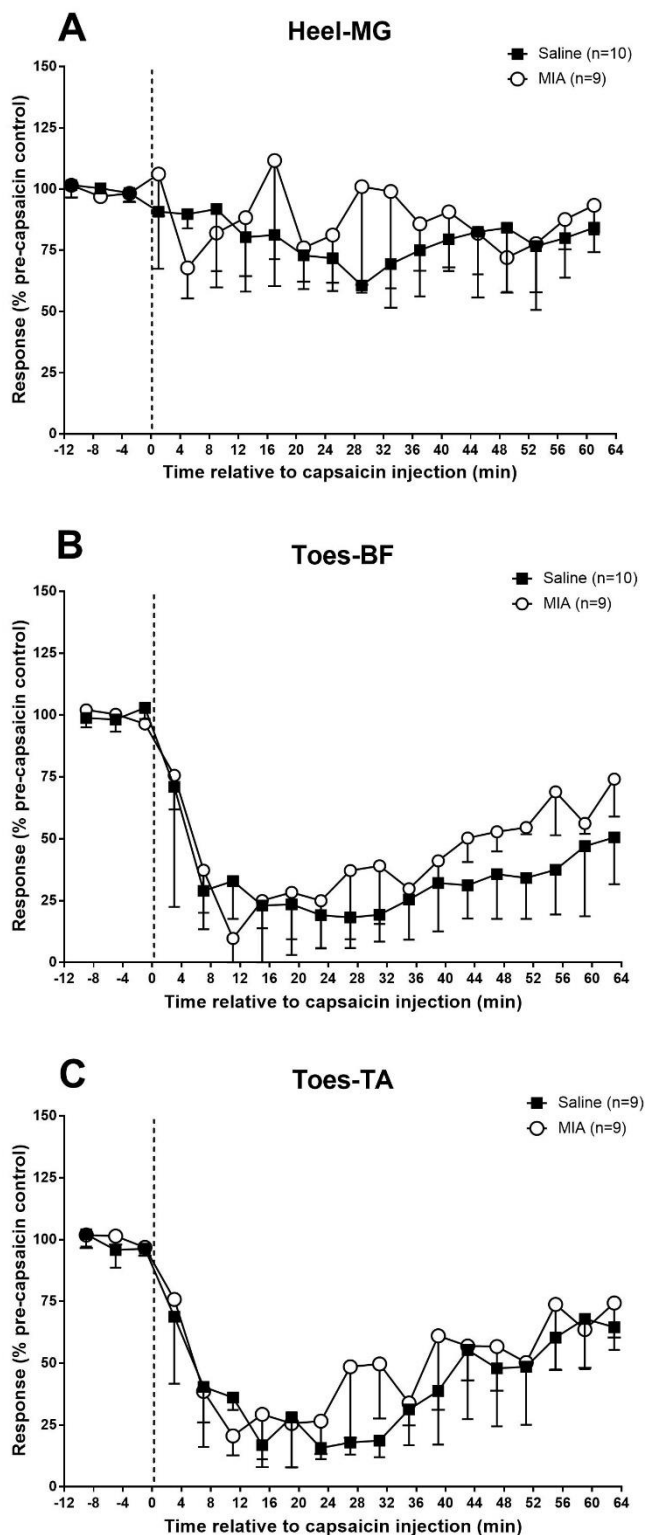 A
Heel-MG
Saline (n=10)
MIA (n=9)
Response (% pre-capsaicin control)
150
125
100
75
50
25
0
-12 -8 -4 0 4 8 12 16 20 24 28 32 36 40 44 48 52 56 60 64
Time relative to capsaicin injection (min)
B
Toes-BF
Saline (n=10)
MIA (n=9)
Response (% pre-capsaicin control)
150
125
100
75
50
25
0
-12 -8 -4 0 4 8 12 16 20 24 28 32 36 40 44 48 52 56 60 64
Time relative to capsaicin injection (min)
C
Toes-TA
Saline (n=9)
MIA (n=9)
Response (% pre-capsaicin control)
150
125
100
75
50
25
0
-12 -8 -4 0 4 8 12 16 20 24 28 32 36 40 44 48 52 56 60 64
Time relative to capsaicin injection (min)